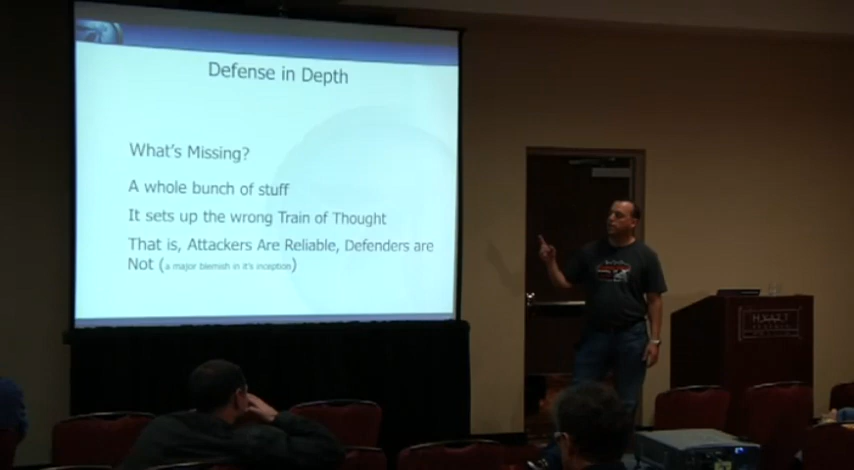 Defense in Depth
What's Missing?
A whole bunch of stuff
It sets up the wrong Train of Thought
That is, Attackers Are Reliable, Defenders are
Not (a major blemish in it's inception)
HYATT